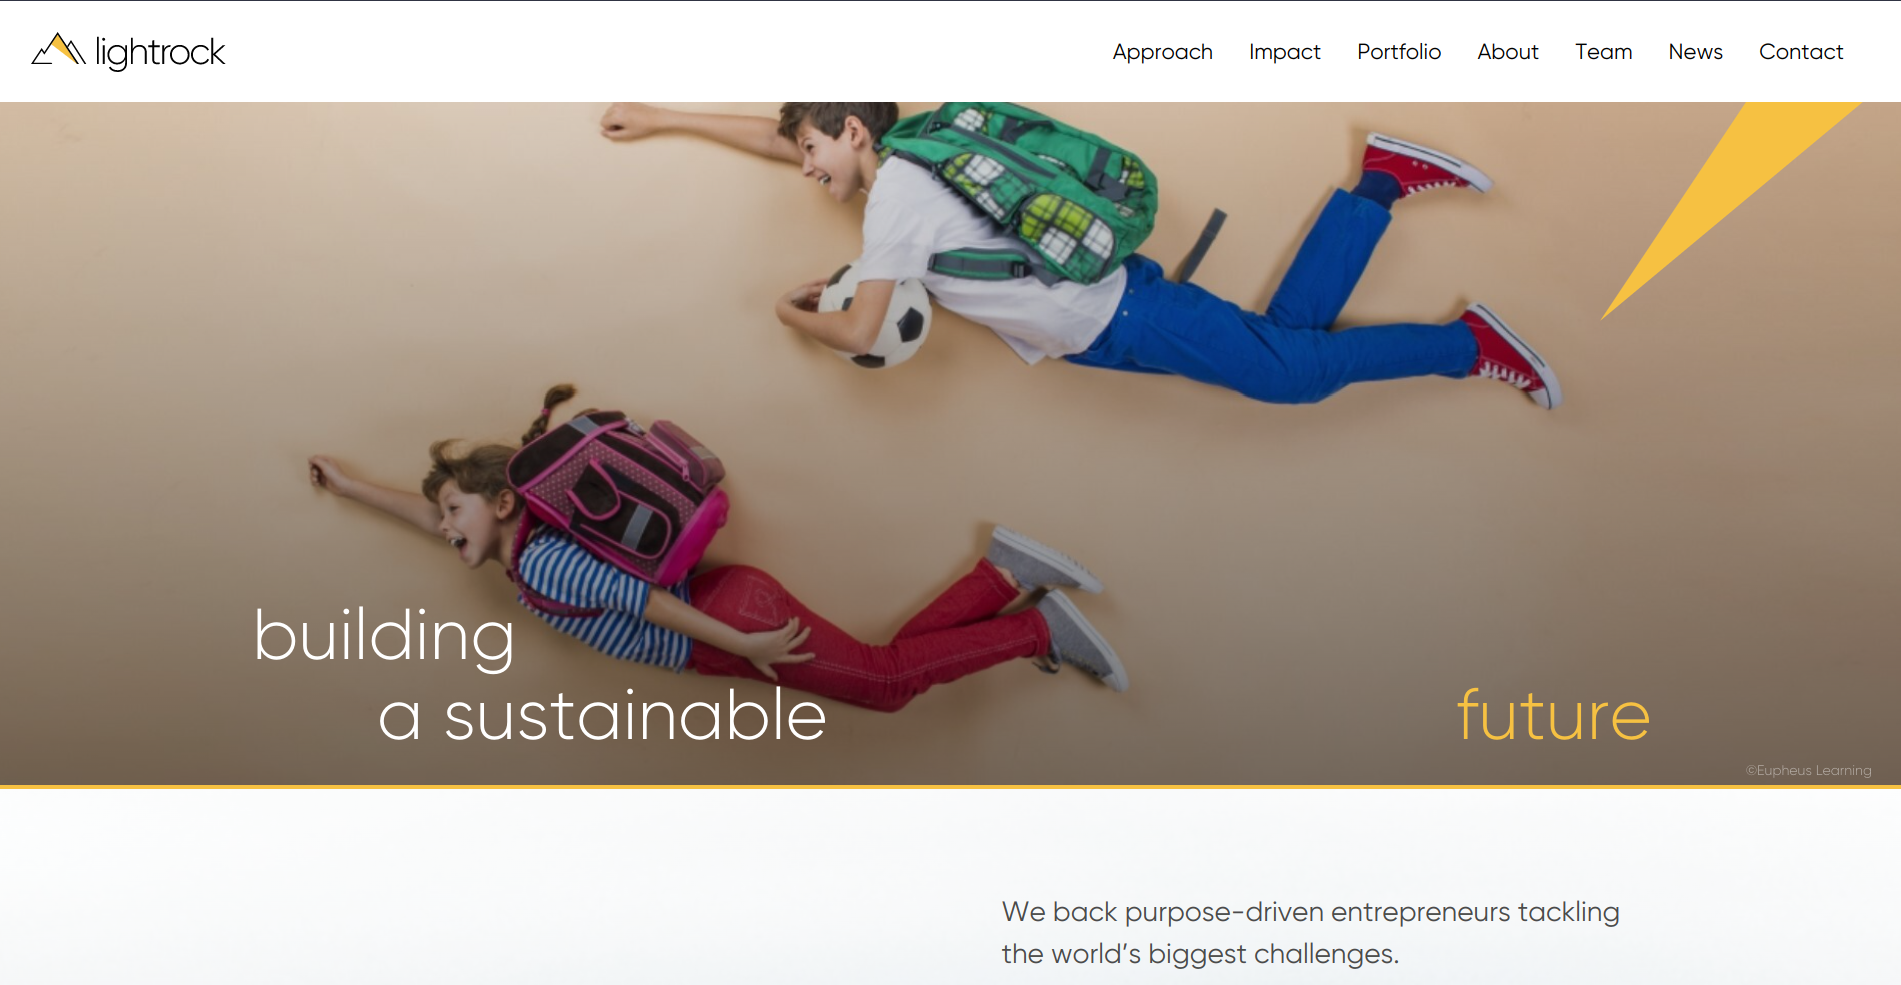 lightrock
Approach Impact Portfolio About Team News Contact
building
a sustainable future
©Eupheus Learning
We back purpose-driven entrepreneurs tackling
the world’s biggest challenges.